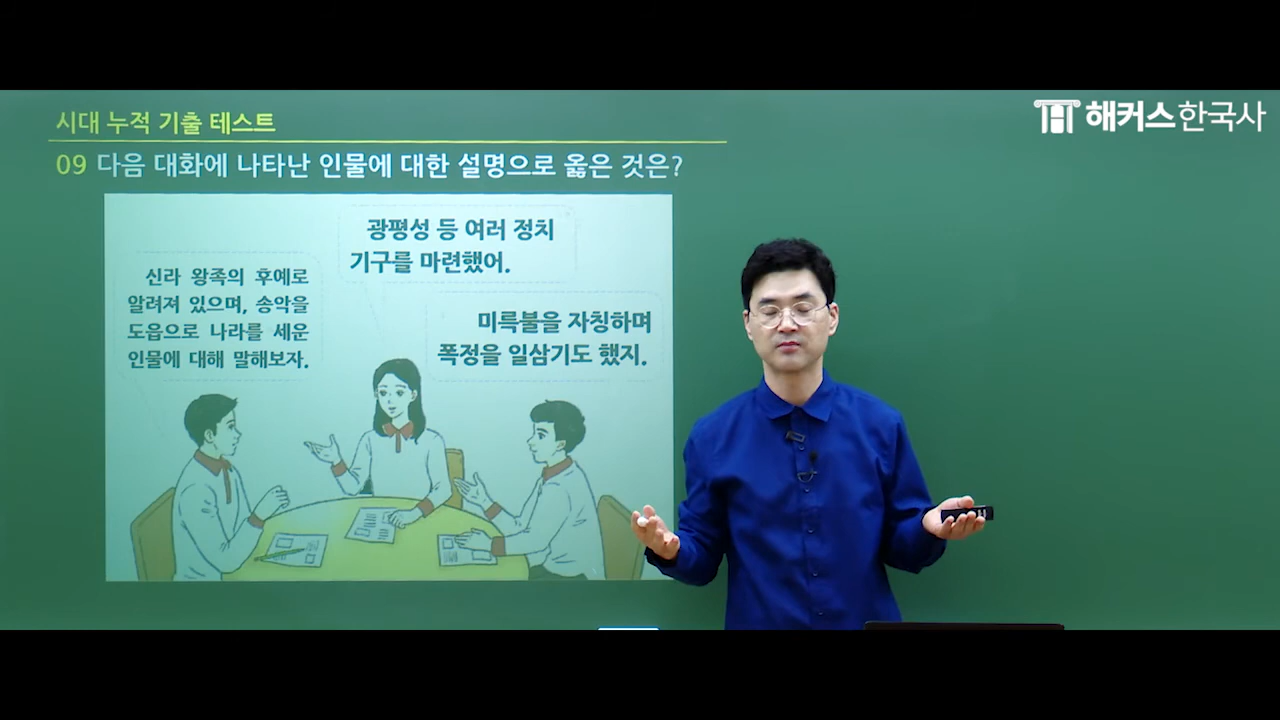 해커스한국사
시대 누적 기출 테스트
09 다음 대화에 나타난 인물에 대한 설명으로 옳은 것은?
신라 왕족의 후예로
알려져 있으며, 송악을
도읍으로 나라를 세운
인물에 대해 말해보자.
광평성 등 여러 정치
기구를 마련했어.
미륵불을 자칭하며
폭정을 일삼기도 했지.